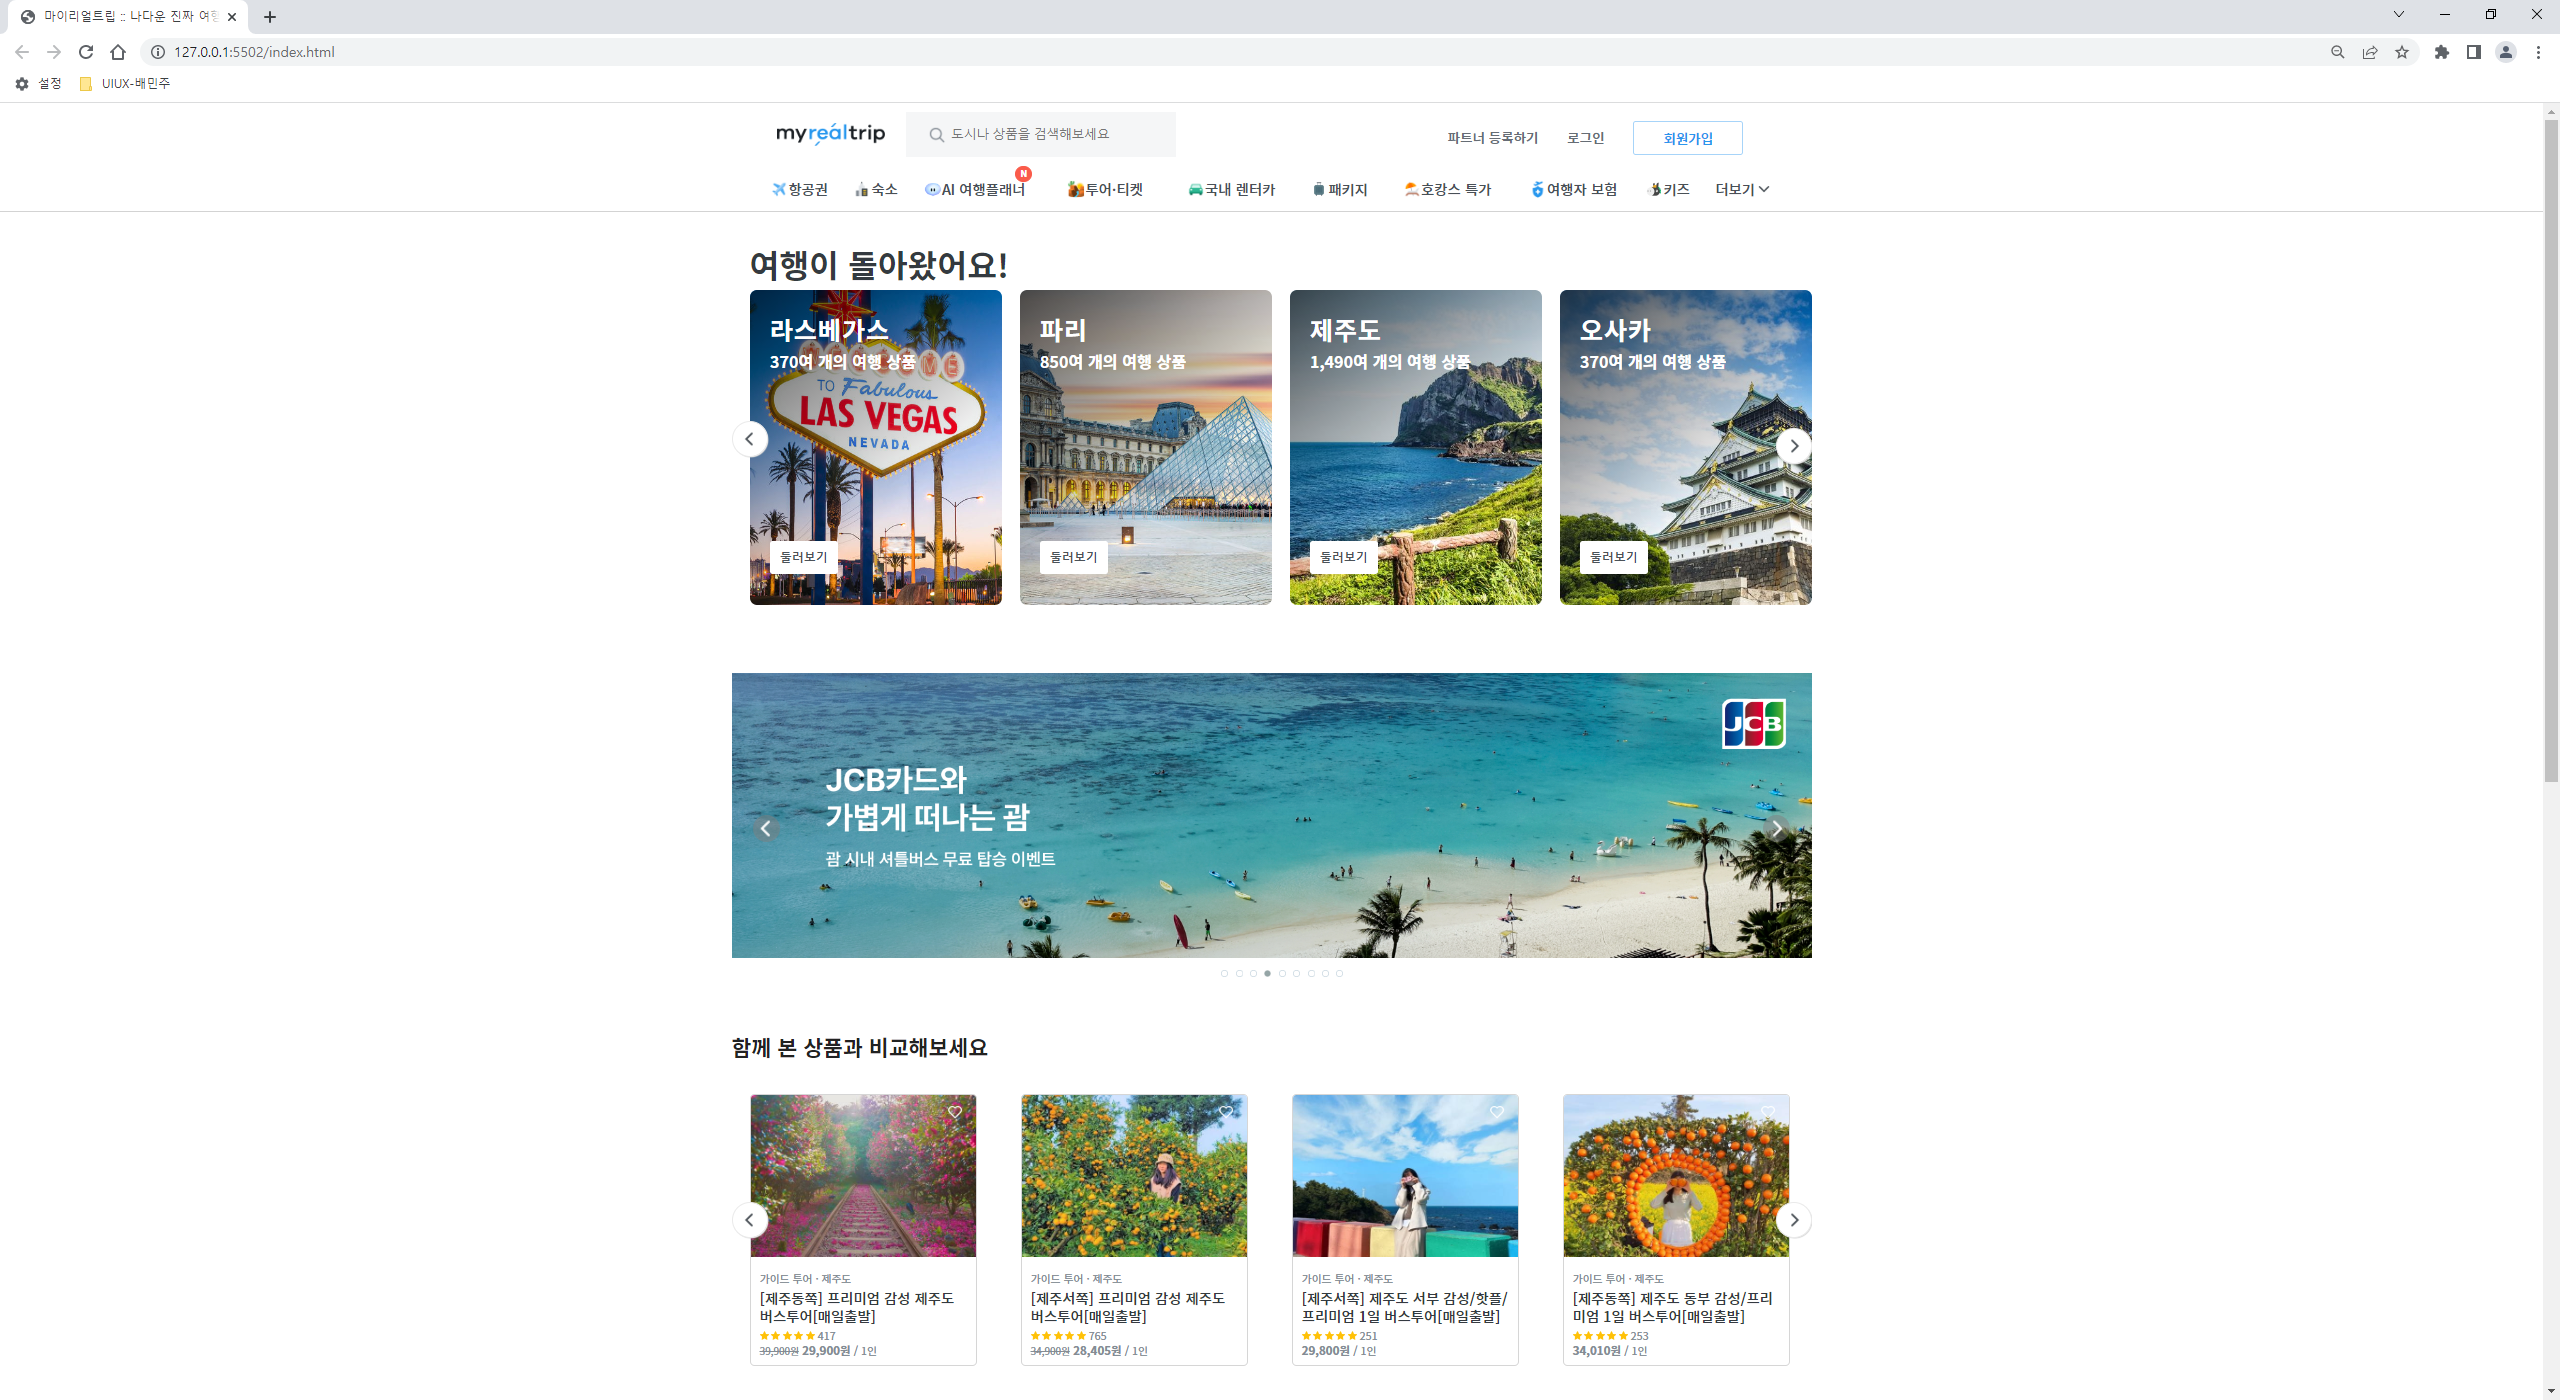 마이리얼트립 :: 나다운 진짜 여행
127.0.0.1:5502/index.html
설정
UIUX-배민주
myrealtrip
도시나 상품을 검색해보세요
파트너 등록하기
로그인
회원가입
N
항공권
숙소
AI 여행플래너
투어·티켓
국내 렌터카
패키지
호캉스 특가
여행자 보험
키즈
더보기
여행이 돌아왔어요!
라스베가스
370여 개의 여행 상품
WELCOME
TO Fabulous
LAS VEGAS
NEVADA
둘러보기
파리
850여 개의 여행 상품
둘러보기
제주도
1,490여 개의 여행 상품
둘러보기
오사카
370여 개의 여행 상품
둘러보기
JCB
JCB카드와
가볍게 떠나는 괌
괌 시내 셔틀버스 무료 탑승 이벤트
함께 본 상품과 비교해보세요
가이드 투어 · 제주도
[제주동쪽] 프리미엄 감성 제주도
버스투어[매일출발]
★★★★★ 417
39,900원 29,900원 / 1인
가이드 투어 · 제주도
[제주서쪽] 프리미엄 감성 제주도
버스투어[매일출발]
★★★★★ 765
34,900원 28,405원 / 1인
가이드 투어 · 제주도
[제주서쪽] 제주도 서부 감성/핫플/
프리미엄 1일 버스투어[매일출발]
★★★★★ 251
29,800원 / 1인
가이드 투어 · 제주도
[제주동쪽] 제주도 동부 감성/프리
미엄 1일 버스투어[매일출발]
★★★★★ 253
34,010원 / 1인